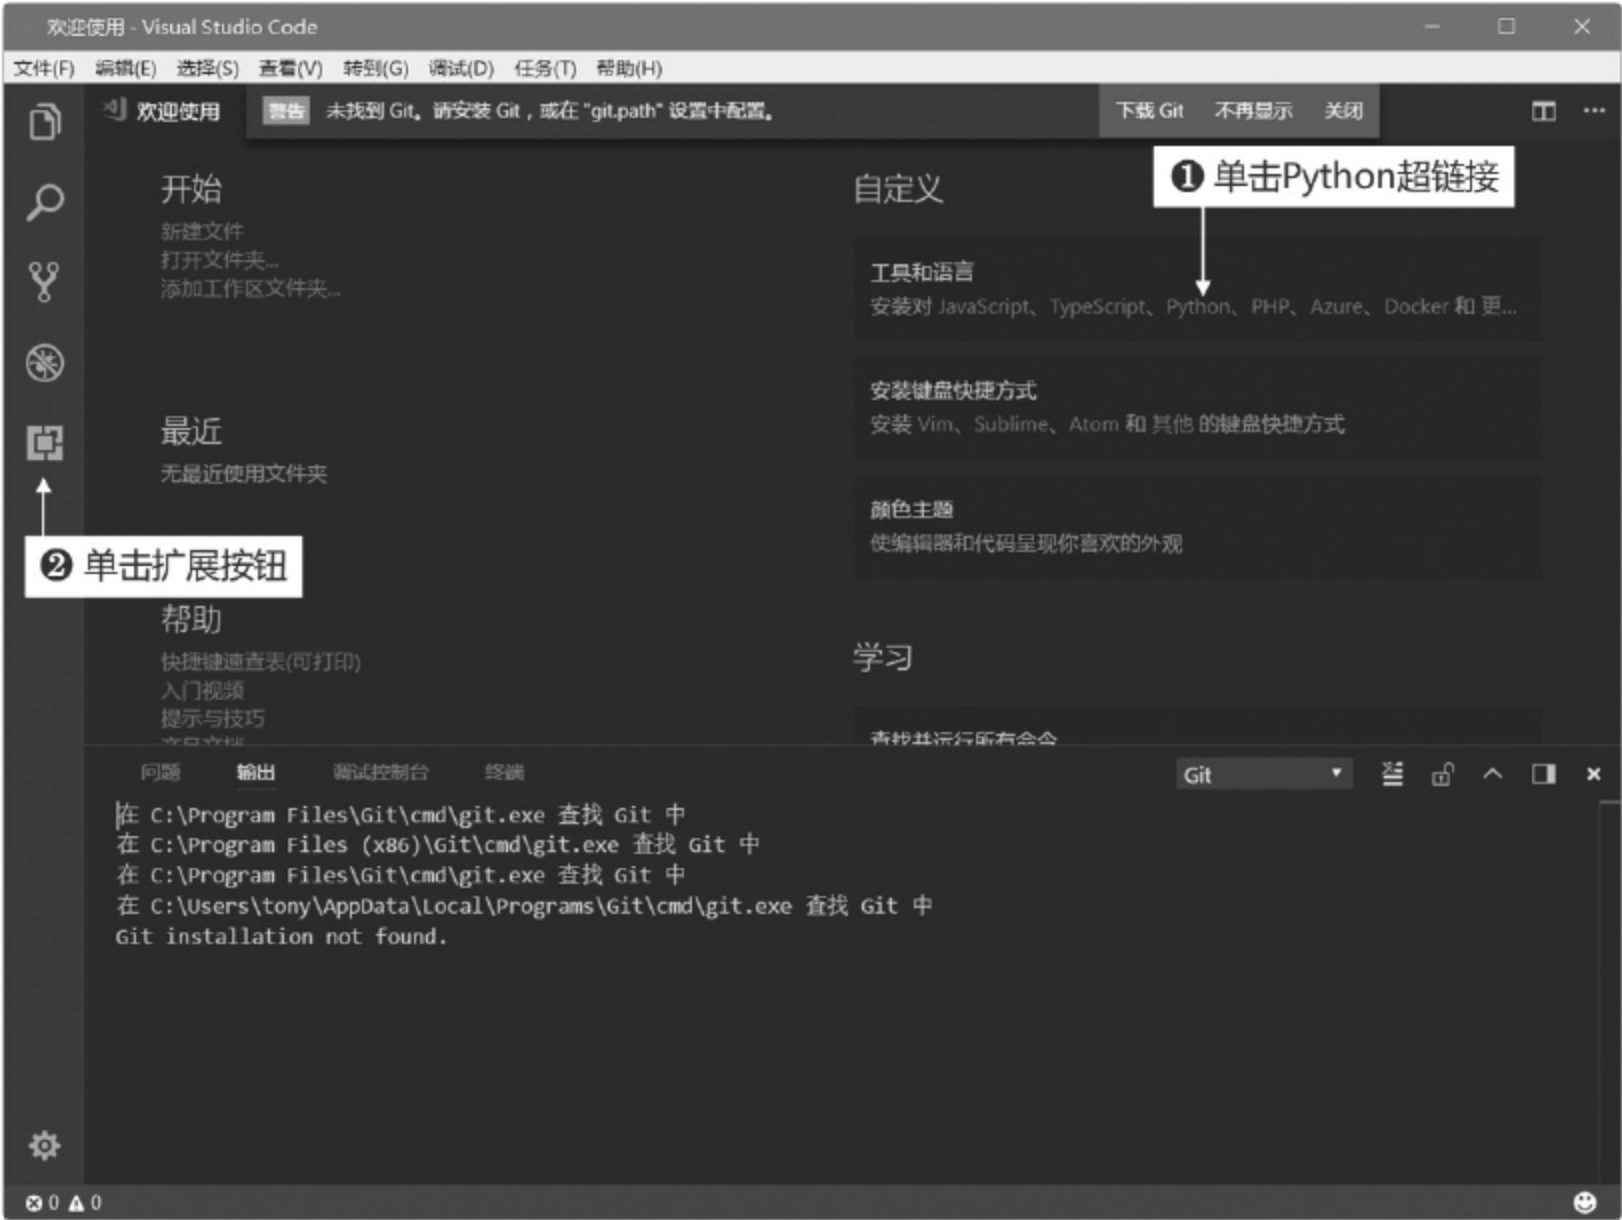 欢迎使用 - Visual Studio Code
文件(F) 编辑(E) 选择(S) 查看(V) 转到(G) 调试(D) 任务(T) 帮助(H)
欢迎使用
警告 未找到 Git。请安装 Git，或在 "git.path" 设置中配置。
下载 Git 不再显示 关闭
❶ 单击Python超链接
开始
新建文件
打开文件夹...
添加工作区文件夹...
最近
无最近使用文件夹
❷ 单击扩展按钮
帮助
快捷键速查表(可打印)
入门视频
提示与技巧
产品文档
自定义
工具和语言
安装对 JavaScript、TypeScript、Python、PHP、Azure、Docker 和 更...
安装键盘快捷方式
安装 Vim、Sublime、Atom 和 其他 的键盘快捷方式
颜色主题
使编辑器和代码呈现你喜欢的外观
学习
查找并运行所有命令
问题 输出 调试控制台 终端
Git
在 C:\Program Files\Git\cmd\git.exe 查找 Git 中
在 C:\Program Files (x86)\Git\cmd\git.exe 查找 Git 中
在 C:\Program Files\Git\cmd\git.exe 查找 Git 中
在 C:\Users\tony\AppData\Local\Programs\Git\cmd\git.exe 查找 Git 中
Git installation not found.
0 0